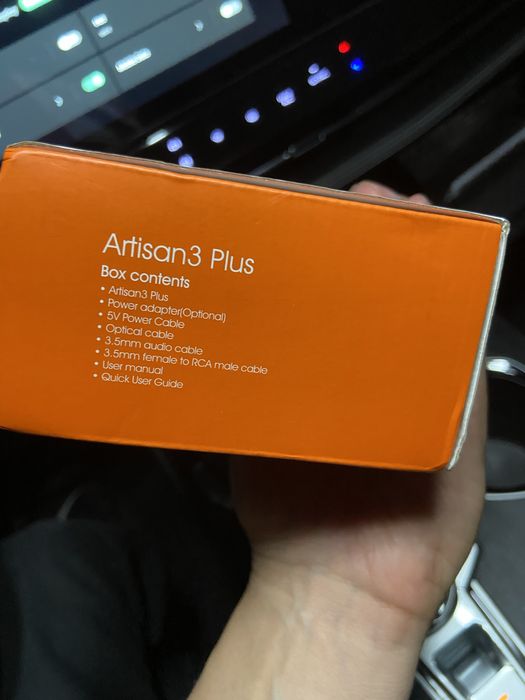 Artisan3 Plus
Box contents
• Artisan3 Plus
• Power adapter(Optional)
• 5V Power Cable
• Optical cable
• 3.5mm audio cable
• 3.5mm female to RCA male cable
• User manual
• Quick User Guide